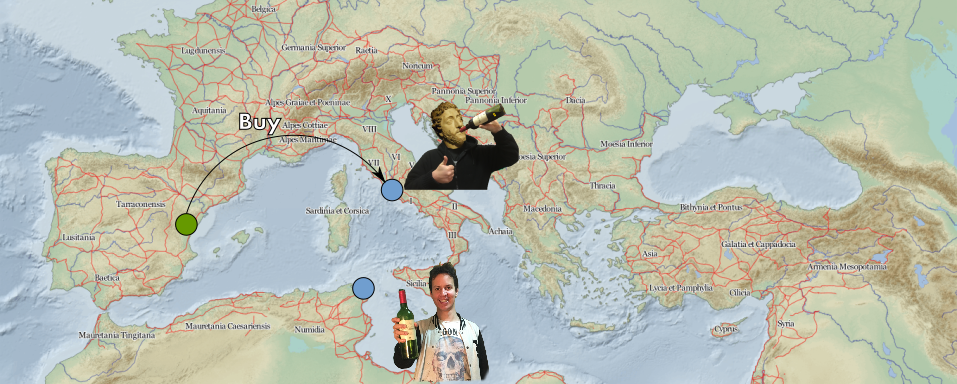 Belgica
Lugdunensis
Germania Superior
Raetia
Noricum
Pannonia Superior
Pannonia Inferior
Dacia
Aquitania
Alpes Graiae et Poeninae
X
Buy
Alpes Cottiae
VIII
Alpes Maritimae
Moesia Inferior
VII
VI
V
oesia Superior
Thracia
Tarraconensis
Sardinia et Corsica
I
II
Macedonia
Bithynia et Pontus
Lusitania
III
Achaia
Galatia et Cappadocia
Asia
Armenia Mesopotamia
Baetica
Sicilia
Lycia et Pamphylia
Cilicia
Mauretania Tingitana
Mauretania Caesariensis
Numidia
Cyprus
Syria